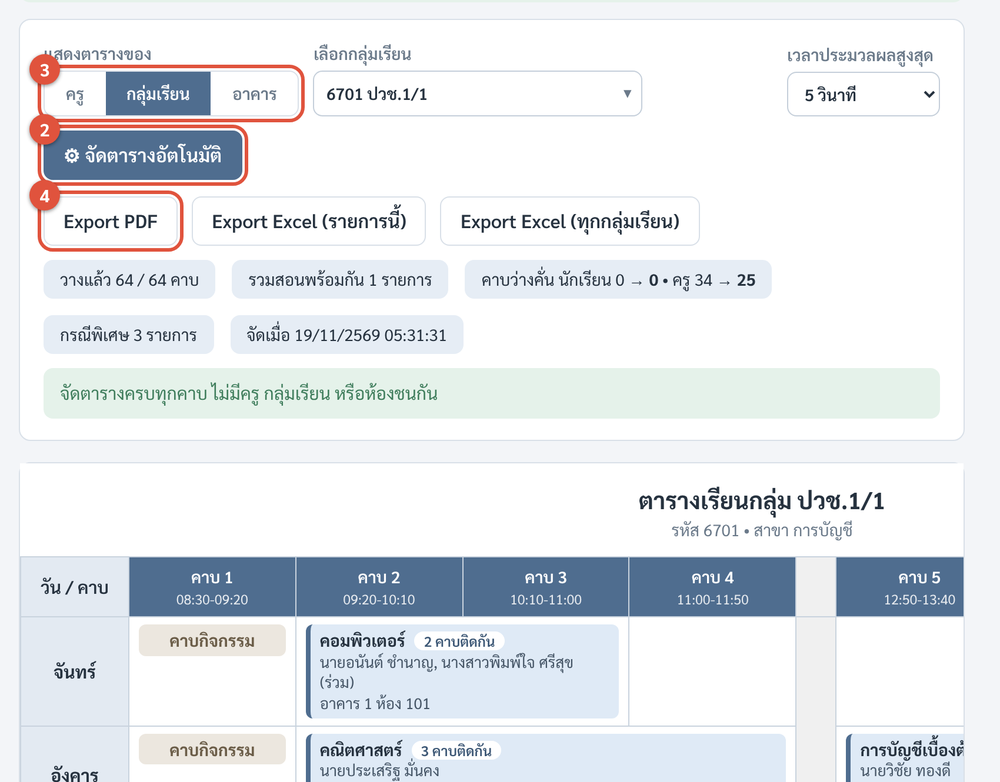 แสดงตารางของ
เลือกกลุ่มเรียน
เวลาประมวลผลสูงสุด
3
ครู
กลุ่มเรียน
อาคาร
6701 ปวช.1/1
5 วินาที
2
⚙ จัดตารางอัตโนมัติ
4
Export PDF
Export Excel (รายการนี้)
Export Excel (ทุกกลุ่มเรียน)
วางแล้ว 64 / 64 คาบ
รวมสอนพร้อมกัน 1 รายการ
คาบว่างคั่น นักเรียน 0 → 0 • ครู 34 → 25
กรณีพิเศษ 3 รายการ
จัดเมื่อ 19/11/2569 05:31:31
จัดตารางครบทุกคาบ ไม่มีครู กลุ่มเรียน หรือห้องชนกัน
ตารางเรียนกลุ่ม ปวช.1/1
รหัส 6701 • สาขา การบัญชี
วัน / คาบ
คาบ 1
08:30-09:20
คาบ 2
09:20-10:10
คาบ 3
10:10-11:00
คาบ 4
11:00-11:50
คาบ 5
12:50-13:40
จันทร์
คาบกิจกรรม
คอมพิวเตอร์ 2 คาบติดกัน
นายอนันต์ ชำนาญ, นางสาวพิมพ์ใจ ศรีสุข
(ร่วม)
อาคาร 1 ห้อง 101
อังคาร
คาบกิจกรรม
คณิตศาสตร์ 3 คาบติดกัน
นายประเสริฐ มั่นคง
การบัญชีเบื้องต้
นายวิชัย ทองดี